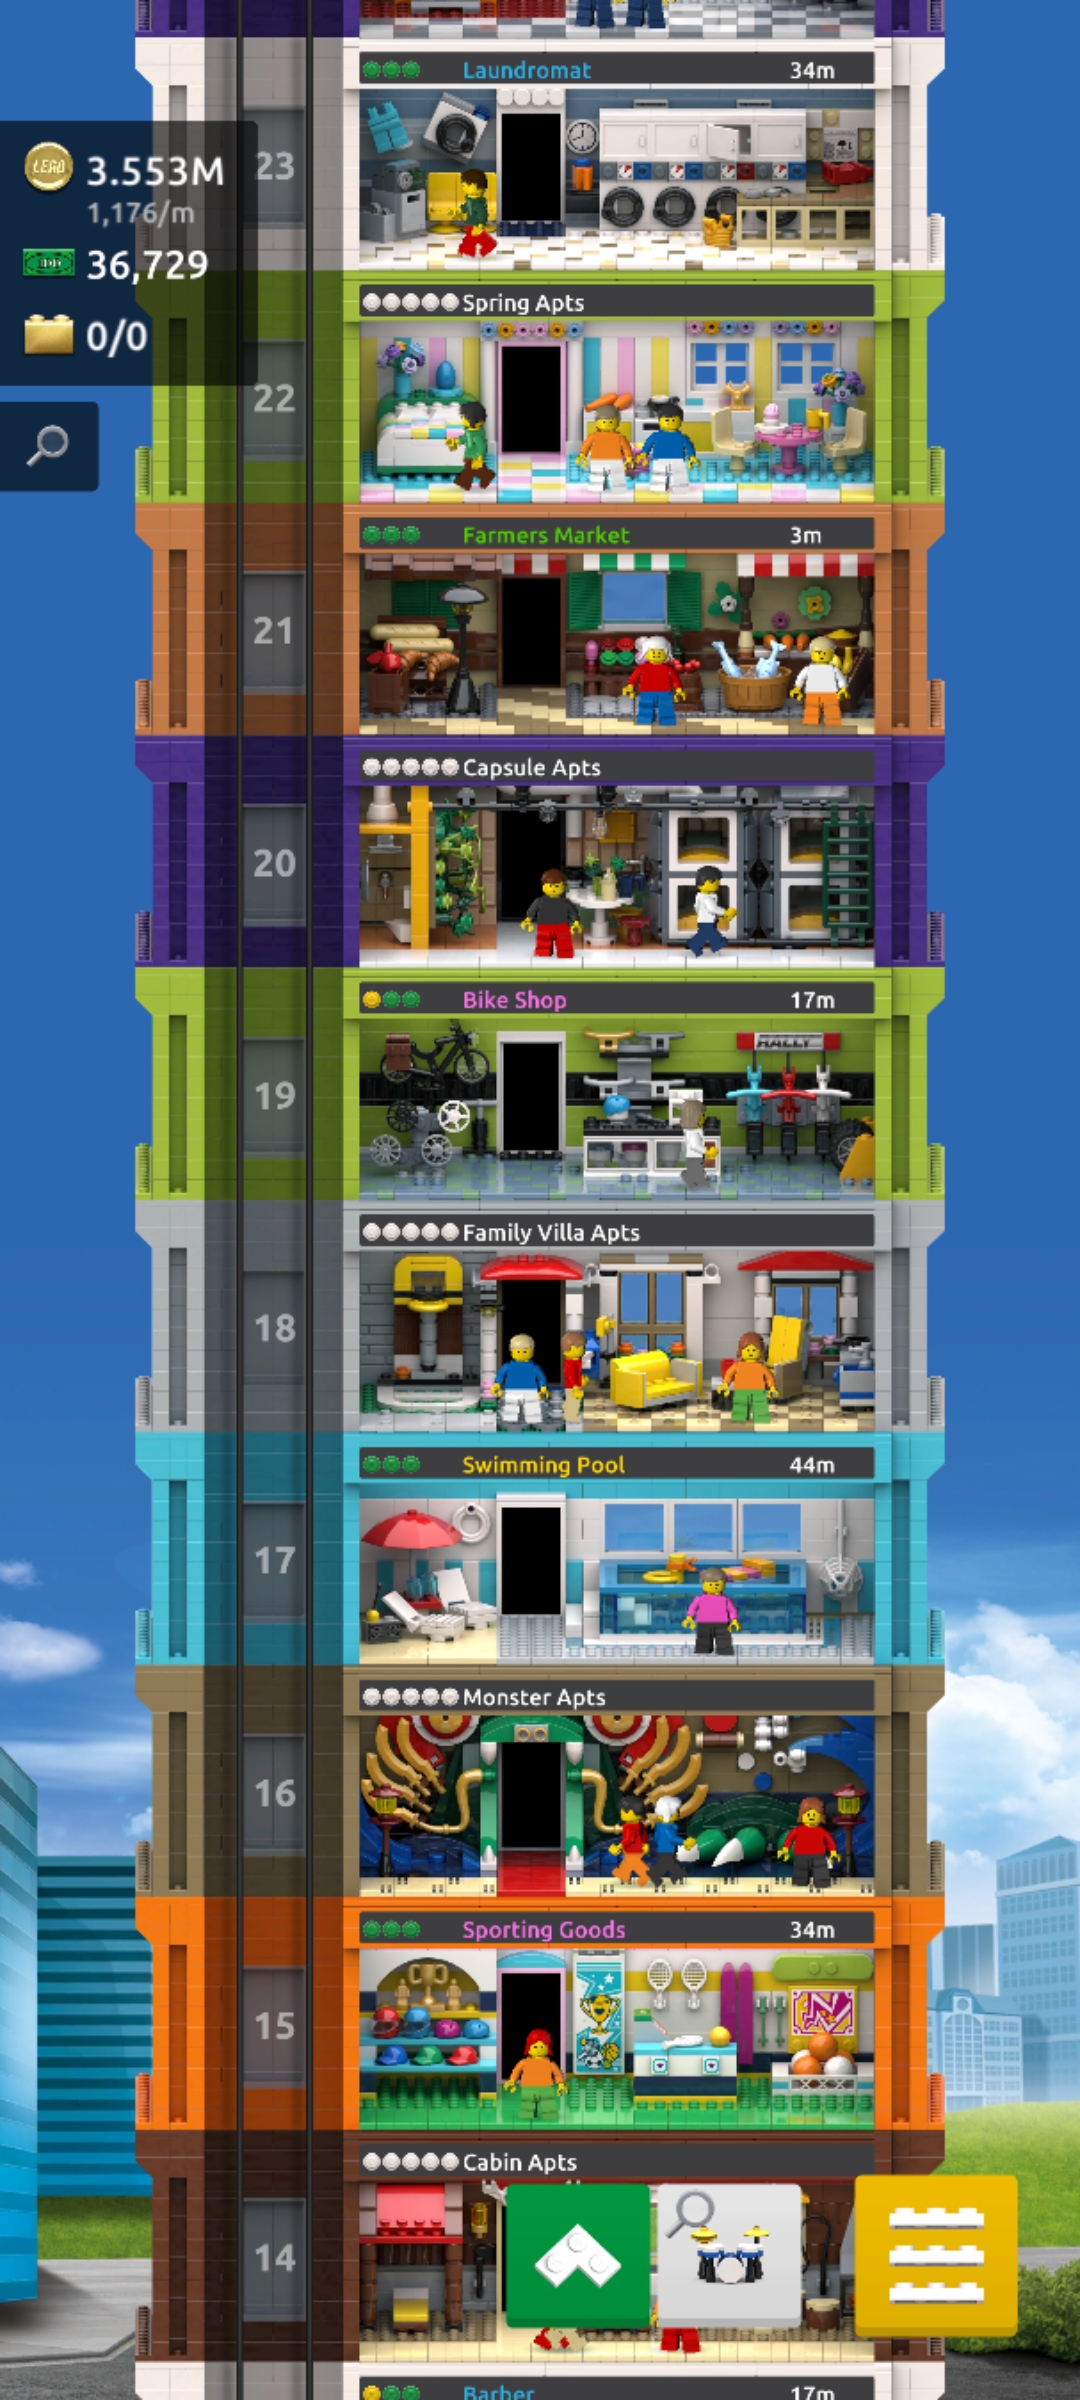 Laundromat 34m
LEGO 3.553M
23
1,176/m
36,729
0/0
Spring Apts
22
Farmers Market 3m
21
Capsule Apts
20
Bike Shop 17m
RALLY
19
Family Villa Apts
18
Swimming Pool 44m
17
Monster Apts
16
Sporting Goods 34m
N
15
Cabin Apts
14
Barber 17m